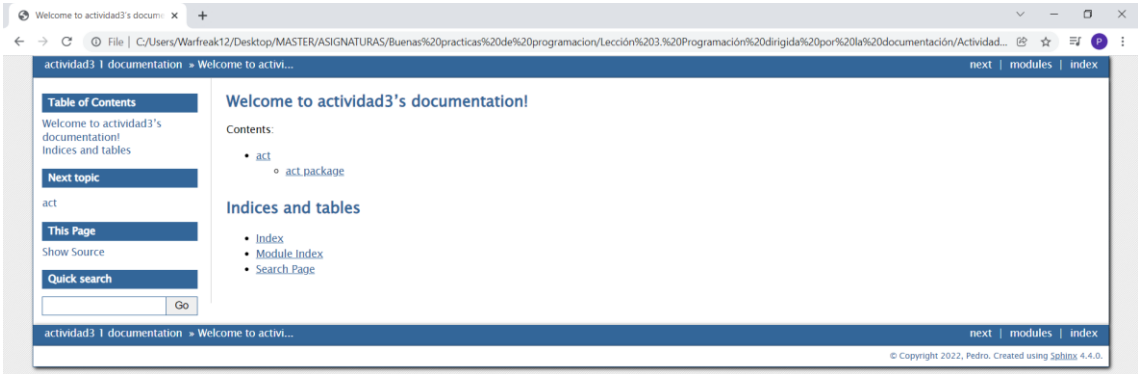 Welcome to actividad3's docume
File | C:/Users/Warfreak12/Desktop/MASTER/ASIGNATURAS/Buenas%20practicas%20de%20programacion/Lección%203.%20Programación%20dirigida%20por%20la%20documentación/Actividad... P
actividad3 1 documentation » Welcome to activi... next | modules | index
Table of Contents
Welcome to actividad3's
documentation!
Indices and tables
Next topic
act
This Page
Show Source
Quick search
Go
Welcome to actividad3's documentation!
Contents:
act
act package
Indices and tables
Index
Module Index
Search Page
actividad3 1 documentation » Welcome to activi... next | modules | index
© Copyright 2022, Pedro. Created using Sphinx 4.4.0.